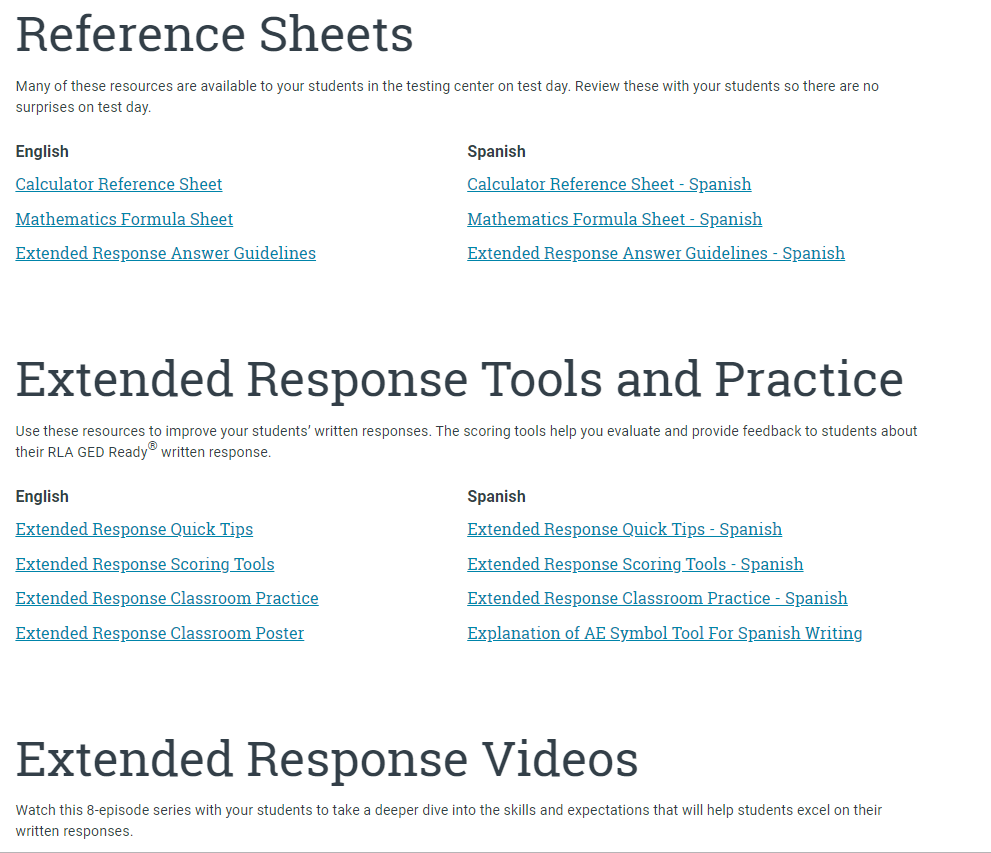 Reference Sheets
Many of these resources are available to your students in the testing center on test day. Review these with your students so there are no
surprises on test day.
English
Calculator Reference Sheet
Mathematics Formula Sheet
Extended Response Answer Guidelines
Spanish
Calculator Reference Sheet - Spanish
Mathematics Formula Sheet - Spanish
Extended Response Answer Guidelines - Spanish
Extended Response Tools and Practice
Use these resources to improve your students’ written responses. The scoring tools help you evaluate and provide feedback to students about
their RLA GED Ready® written response.
English
Extended Response Quick Tips
Extended Response Scoring Tools
Extended Response Classroom Practice
Extended Response Classroom Poster
Spanish
Extended Response Quick Tips - Spanish
Extended Response Scoring Tools - Spanish
Extended Response Classroom Practice - Spanish
Explanation of AE Symbol Tool For Spanish Writing
Extended Response Videos
Watch this 8-episode series with your students to take a deeper dive into the skills and expectations that will help students excel on their
written responses.